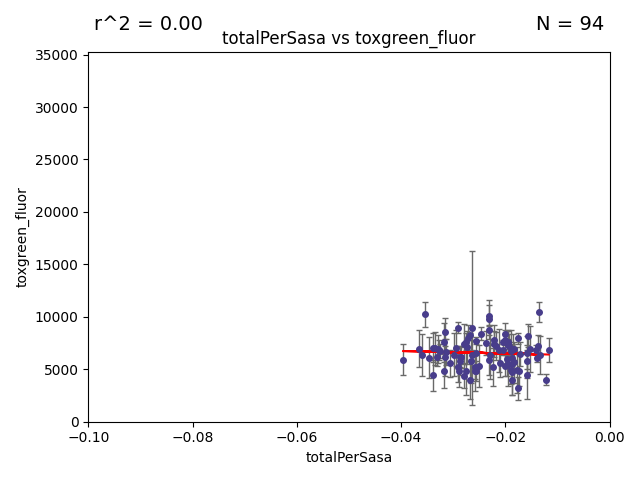 r^2 = 0.00
N = 94
totalPerSasa vs toxgreen_fluor
35000
30000
25000
20000
15000
10000
5000
0
toxgreen_fluor
−0.10
−0.08
−0.06
−0.04
−0.02
0.00
totalPerSasa